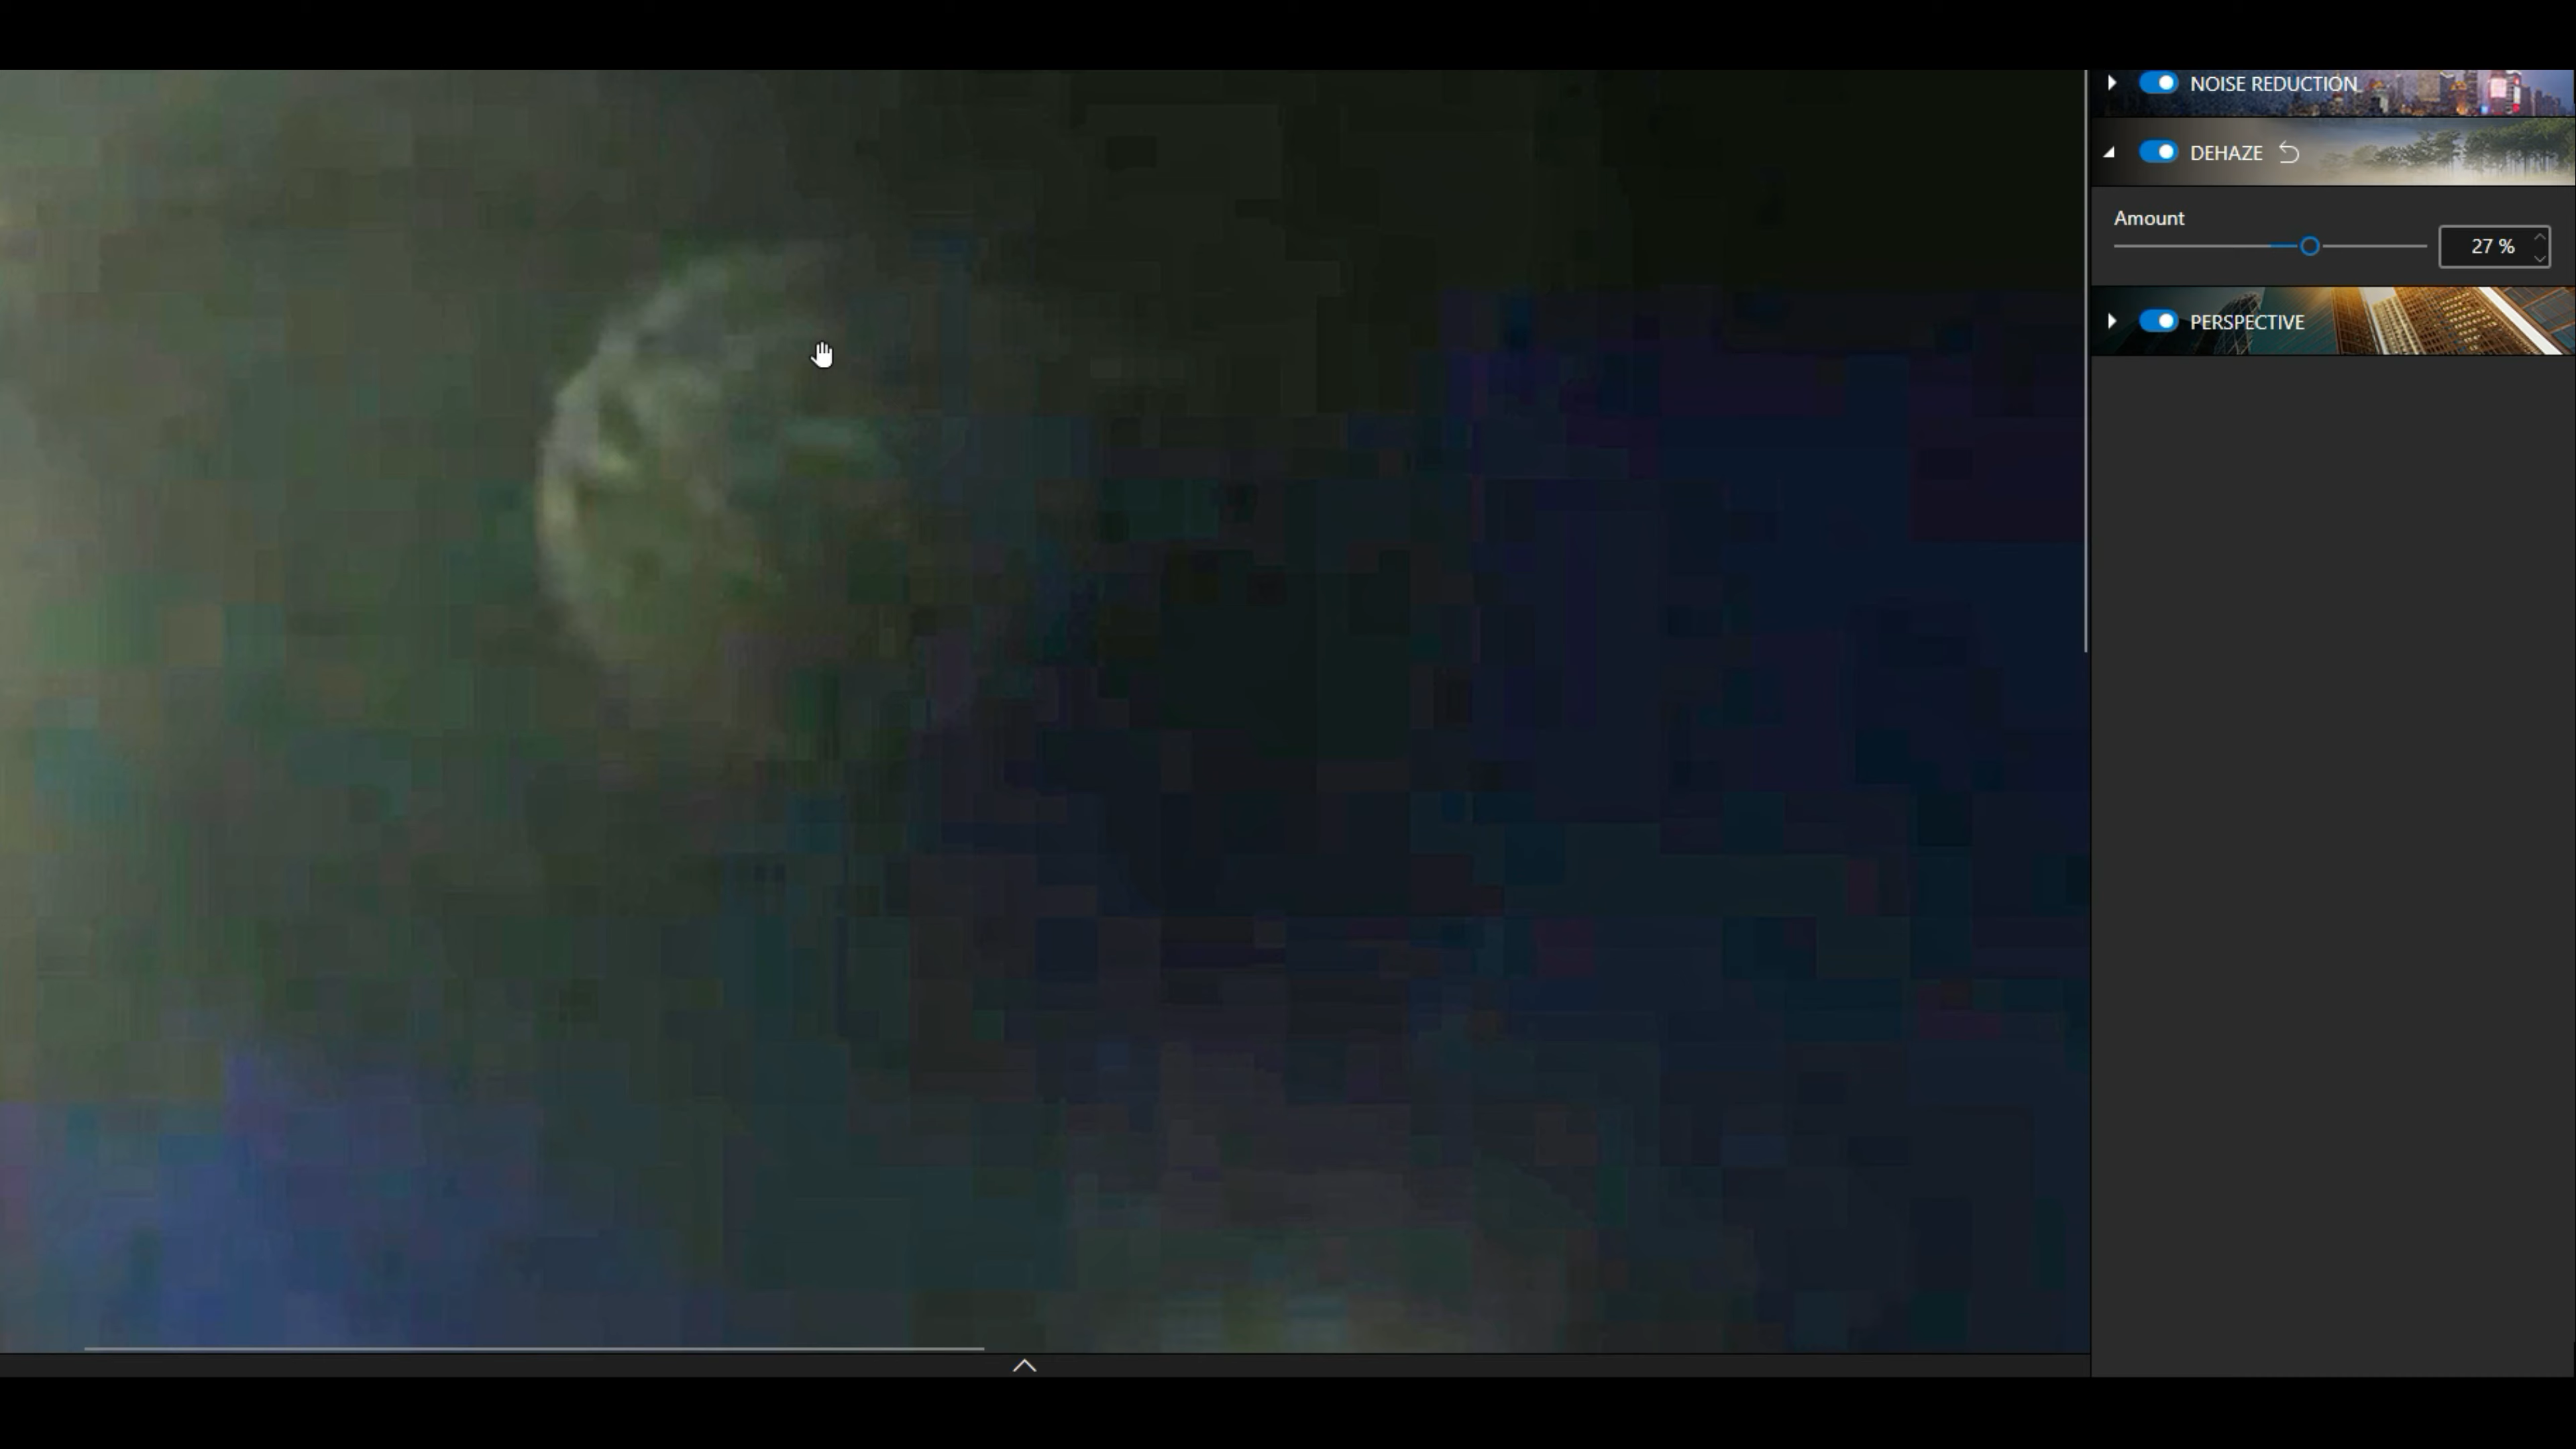 NOISE REDUCTION
DEHAZE
Amount
27 %
PERSPECTIVE